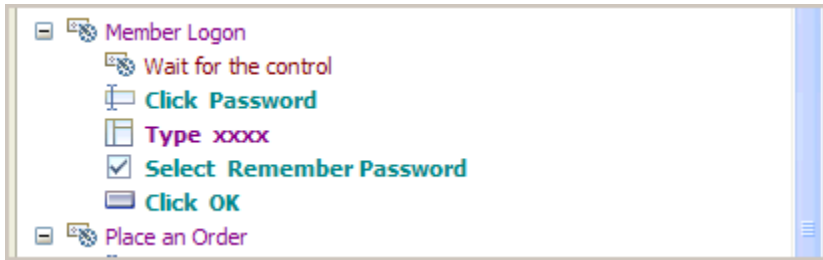 Member Logon
Wait for the control
Click Password
Type xxxx
Select Remember Password
Click OK
Place an Order